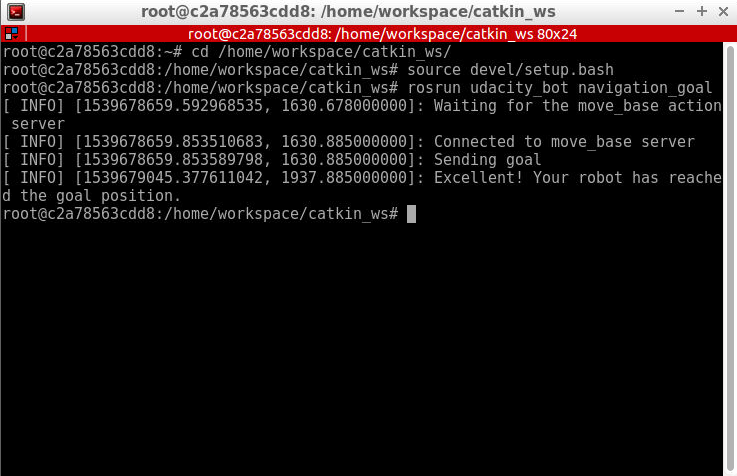 root@c2a78563cdd8: /home/workspace/catkin_ws
root@c2a78563cdd8: /home/workspace/catkin_ws 80x24
root@c2a78563cdd8:~# cd /home/workspace/catkin_ws/
root@c2a78563cdd8:/home/workspace/catkin_ws# source devel/setup.bash
root@c2a78563cdd8:/home/workspace/catkin_ws# rosrun udacity_bot navigation_goal
[ INFO] [1539678659.592968535, 1630.678000000]: Waiting for the move_base action
 server
[ INFO] [1539678659.853510683, 1630.885000000]: Connected to move_base server
[ INFO] [1539678659.853589798, 1630.885000000]: Sending goal
[ INFO] [1539679045.377611042, 1937.885000000]: Excellent! Your robot has reache
d the goal position.
root@c2a78563cdd8:/home/workspace/catkin_ws#